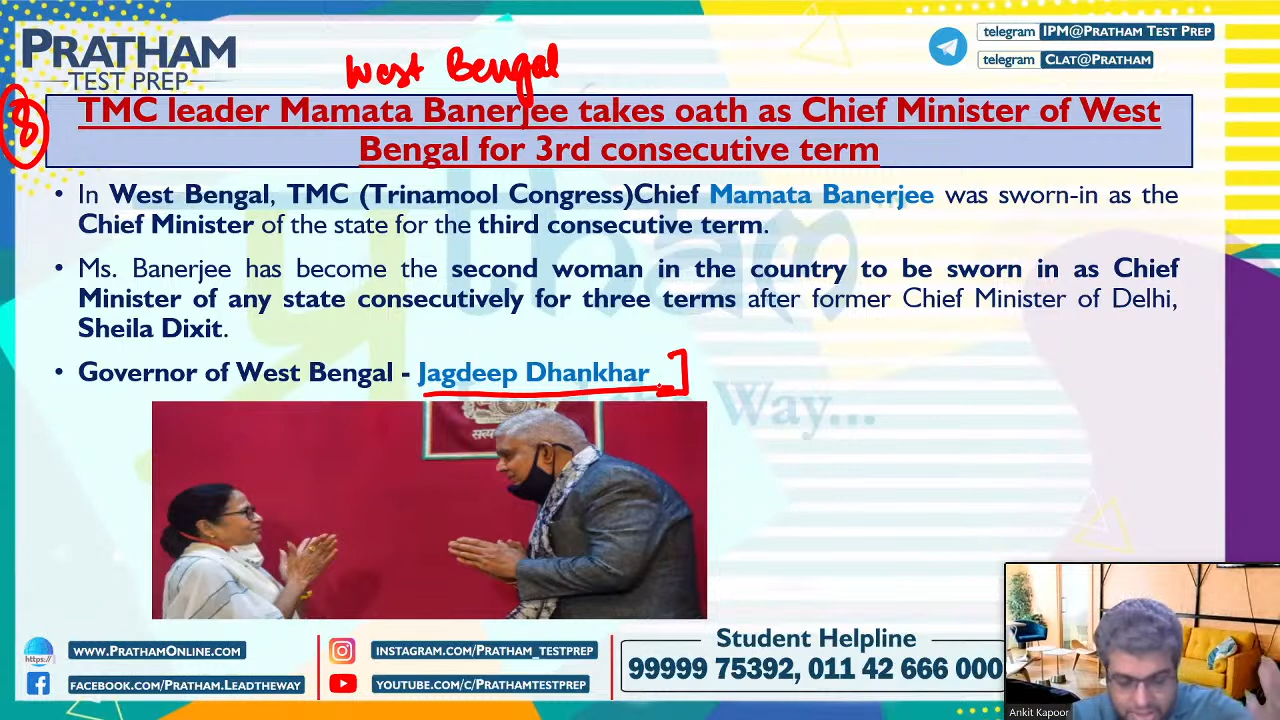 PRATHAM
TEST PREP
telegram IPM@PRATHAM TEST PREP
telegram CLAT@PRATHAM
West Bengal
8
TMC leader Mamata Banerjee takes oath as Chief Minister of West
Bengal for 3rd consecutive term
• In West Bengal, TMC (Trinamool Congress)Chief Mamata Banerjee was sworn-in as the
Chief Minister of the state for the third consecutive term.
• Ms. Banerjee has become the second woman in the country to be sworn in as Chief
Minister of any state consecutively for three terms after former Chief Minister of Delhi,
Sheila Dixit.
• Governor of West Bengal - Jagdeep Dhankhar ]
Way...
https://
WWW.PRATHAMONLINE.COM
INSTAGRAM.COM/PRATHAM_TESTPREP
FACEBOOK.COM/PRATHAM.LEADTHEWAY
YOUTUBE.COM/C/PRATHAMTESTPREP
Student Helpline
99999 75392, 011 42 666 000
Ankit Kapoor